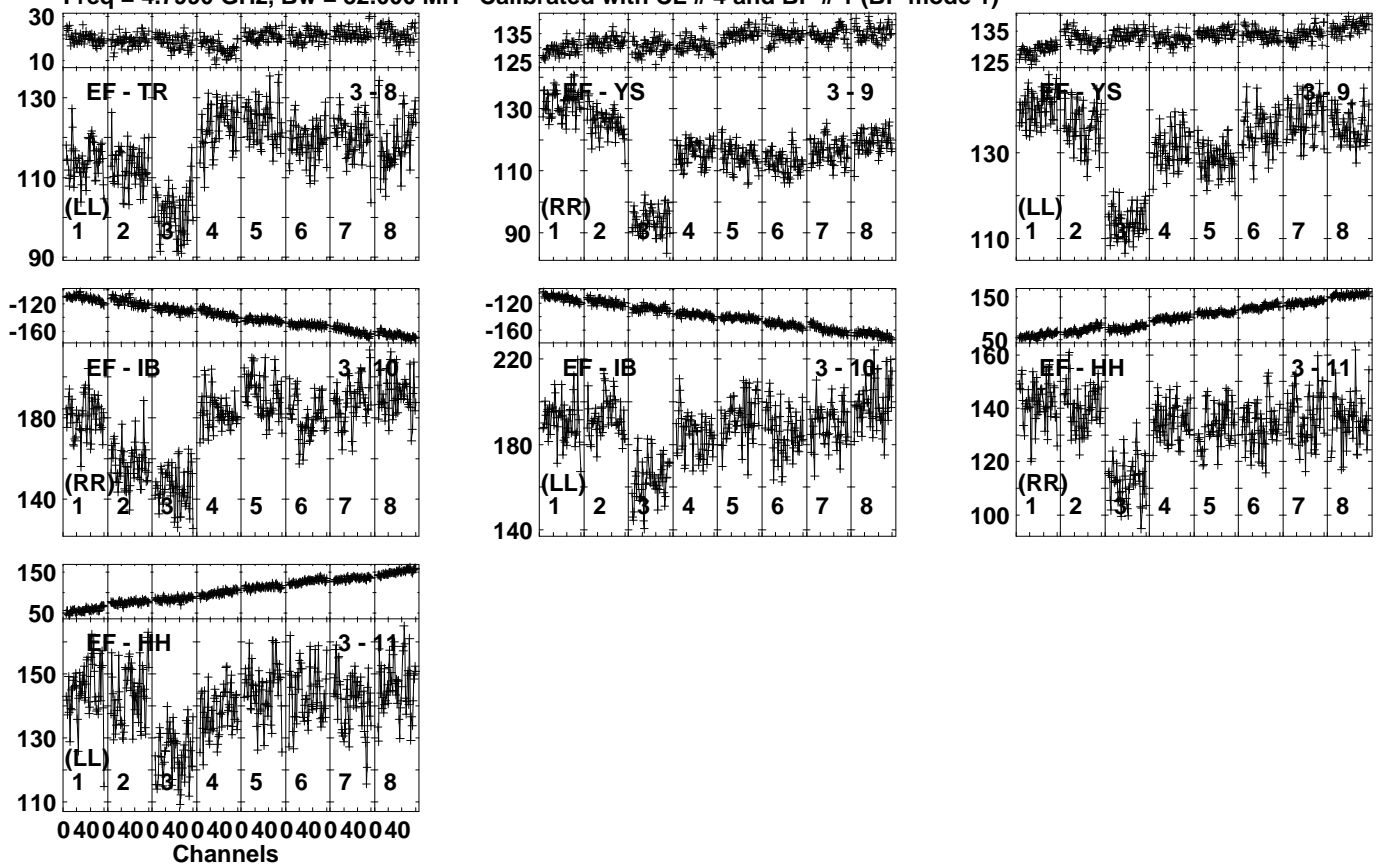 Freq = 4.7990 GHz, Bw = 32.000 MH Calibrated with CL # 4 and BP # 1 (BP mode 1)
30
10
EF - TR 3 - 8
130
110
90
(LL)
1 2 3 4 5 6 7 8
135
125
EF - YS 3 - 9
130
110
90
(RR)
1 2 3 4 5 6 7 8
135
125
EF - YS 3 - 9
130
110
(LL)
1 2 3 4 5 6 7 8
-120
-160
EF - IB 3 - 10
180
140
(RR)
1 2 3 4 5 6 7 8
-120
-160
EF - IB 3 - 10
220
180
140
(LL)
1 2 3 4 5 6 7 8
150
50
EF - HH 3 - 11
160
140
120
100
(RR)
1 2 3 4 5 6 7 8
150
50
EF - HH 3 - 11
150
130
110
(LL)
1 2 3 4 5 6 7 8
0 40 0 40 0 40 0 40 0 40 0 40 0 40 0 40
Channels